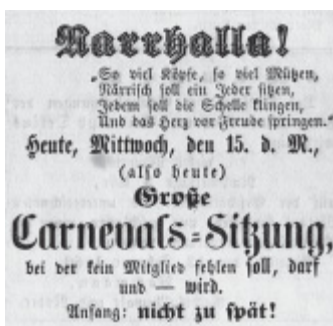 Narrhalla!
„So viel Köpfe, so viel Mützen,
Närrisch soll ein Jeder sitzen,
Jedem soll die Schelle klingen,
Und das Herz vor Freude springen."
Heute, Mittwoch, den 15. d. M.,
(also heute)
Große
Carnevals-Sitzung,
bei der kein Mitglied fehlen soll, darf
und — wird.
Anfang: nicht zu spät!